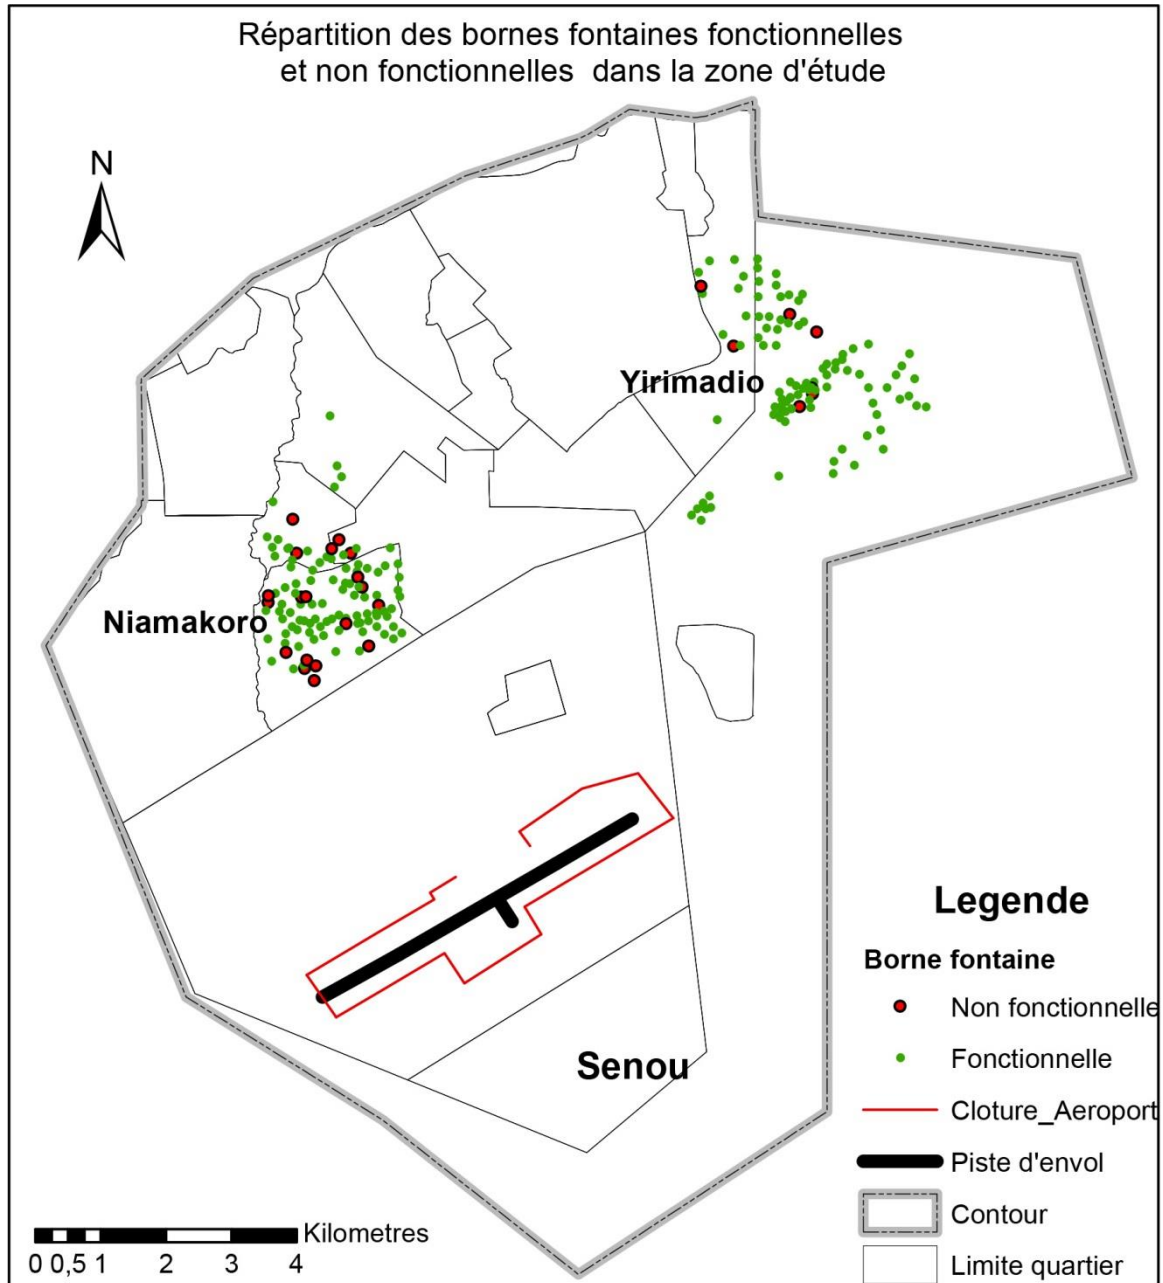 Répartition des bornes fontaines fonctionnelles
et non fonctionnelles dans la zone d'étude
N
Yirimadio
Niamakoro
Senou
Legende
Borne fontaine
Non fonctionnelle
Fonctionnelle
Cloture_Aeroport
Piste d'envol
Contour
Limite quartier
Kilometres
0 0,5 1 2 3 4